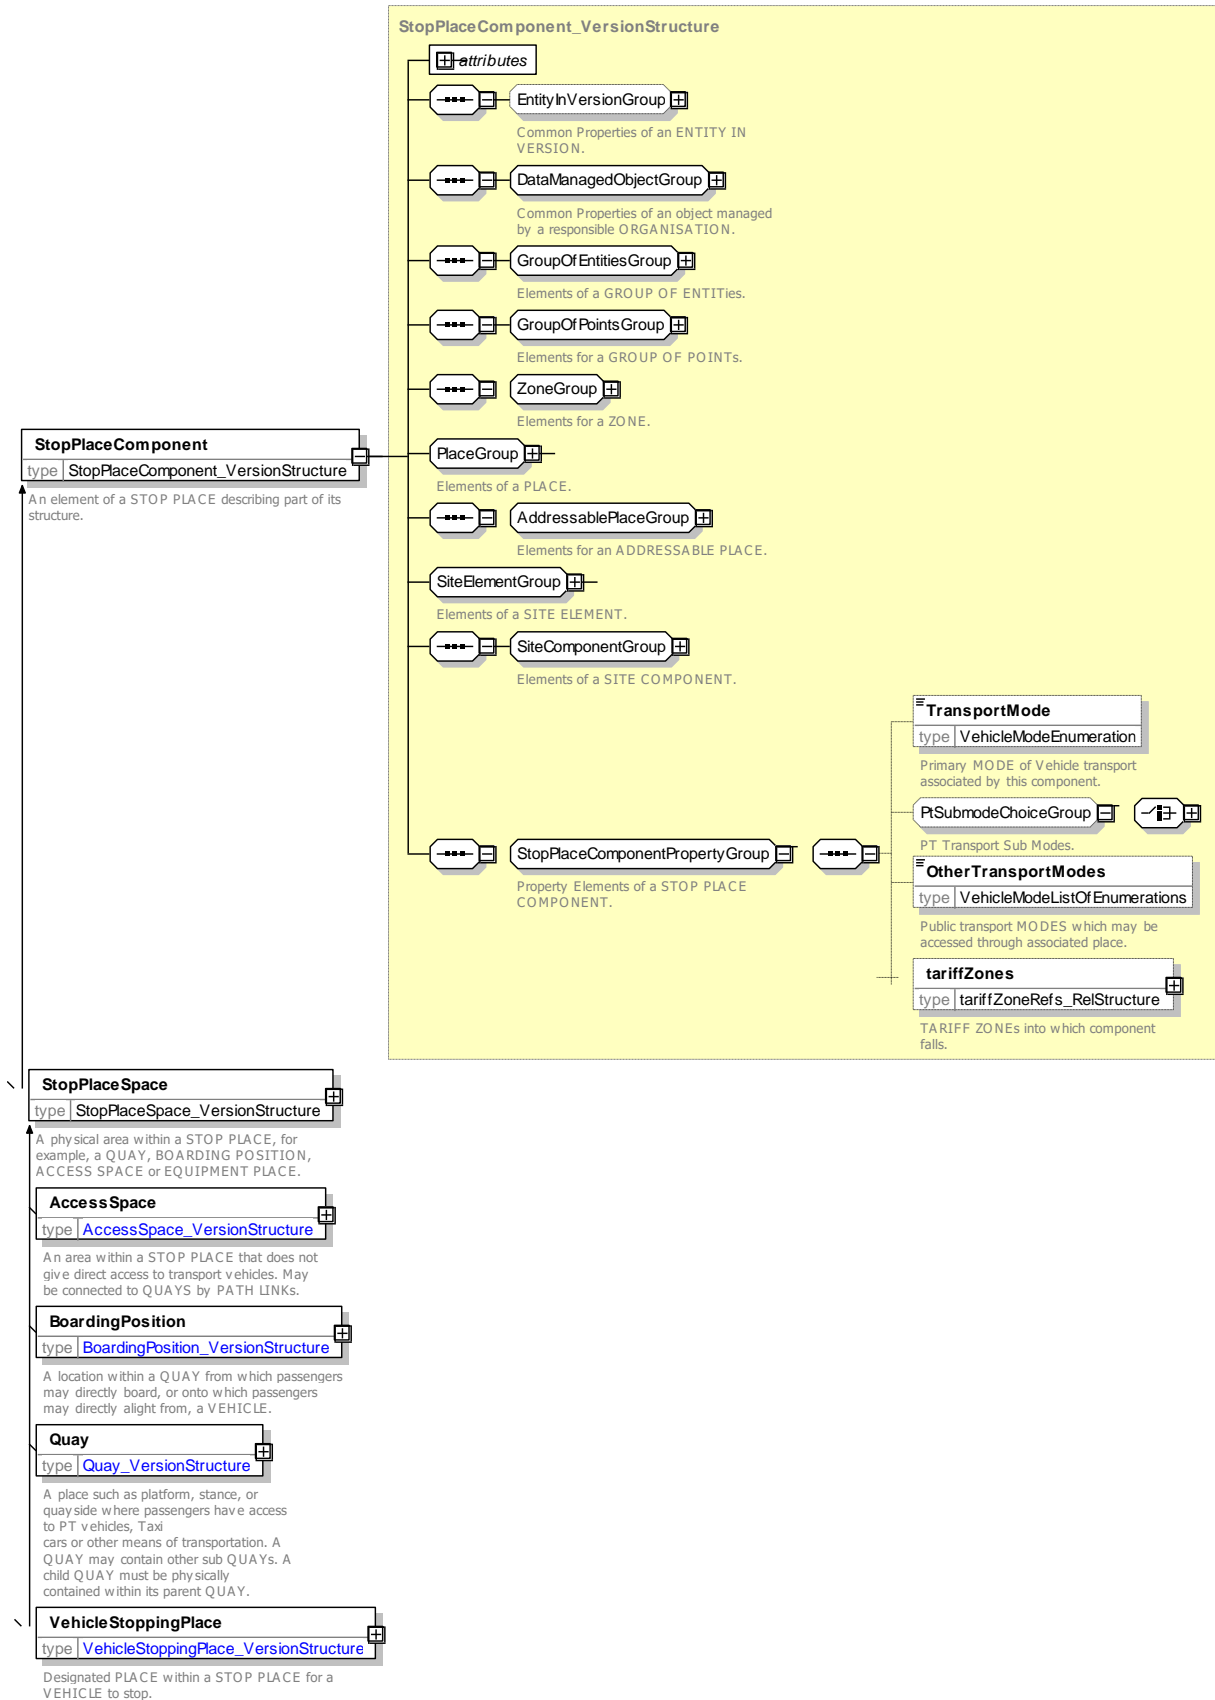 StopPlaceComponent_VersionStructure
attributes
EntityInVersionGroup
Common Properties of an ENTITY IN
VERSION.
DataManagedObjectGroup
Common Properties of an object managed
by a responsible ORGANISATION.
GroupOfEntitiesGroup
Elements of a GROUP OF ENTITies.
GroupOfPointsGroup
Elements for a GROUP OF POINTs.
ZoneGroup
Elements for a ZONE.
StopPlaceComponent
type StopPlaceComponent_VersionStructure
An element of a STOP PLACE describing part of its
structure.
PlaceGroup
Elements of a PLACE.
AddressablePlaceGroup
Elements for an ADDRESSABLE PLACE.
SiteElementGroup
Elements of a SITE ELEMENT.
SiteComponentGroup
Elements of a SITE COMPONENT.
TransportMode
type VehicleModeEnumeration
Primary MODE of Vehicle transport
associated by this component.
PtSubmodeChoiceGroup
PT Transport Sub Modes.
StopPlaceComponentPropertyGroup
Property Elements of a STOP PLACE
COMPONENT.
OtherTransportModes
type VehicleModeListOfEnumerations
Public transport MODES which may be
accessed through associated place.
tariffZones
type tariffZoneRefs_RelStructure
TARIFF ZONEs into which component
falls.
StopPlaceSpace
type StopPlaceSpace_VersionStructure
A physical area within a STOP PLACE, for
example, a QUAY, BOARDING POSITION,
ACCESS SPACE or EQUIPMENT PLACE.
AccessSpace
type AccessSpace_VersionStructure
An area within a STOP PLACE that does not
give direct access to transport vehicles. May
be connected to QUAYS by PATH LINKs.
BoardingPosition
type BoardingPosition_VersionStructure
A location within a QUAY from which passengers
may directly board, or onto which passengers
may directly alight from, a VEHICLE.
Quay
type Quay_VersionStructure
A place such as platform, stance, or
quayside where passengers have access
to PT vehicles, Taxi
cars or other means of transportation. A
QUAY may contain other sub QUAYs. A
child QUAY must be physically
contained within its parent QUAY.
VehicleStoppingPlace
type VehicleStoppingPlace_VersionStructure
Designated PLACE within a STOP PLACE for a
VEHICLE to stop.